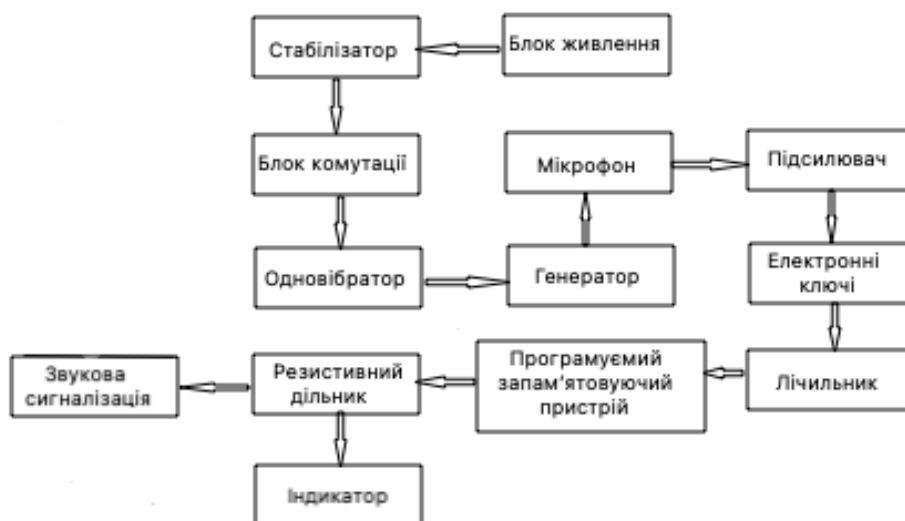 Стабілізатор
Блок живлення
Блок комутації
Мікрофон
Підсилювач
Одновібратор
Генератор
Електронні
ключі
Звукова
сигналізація
Резистивний
дільник
Програмуємий
запам'ятовуючий
пристрій
Лічильник
Індикатор